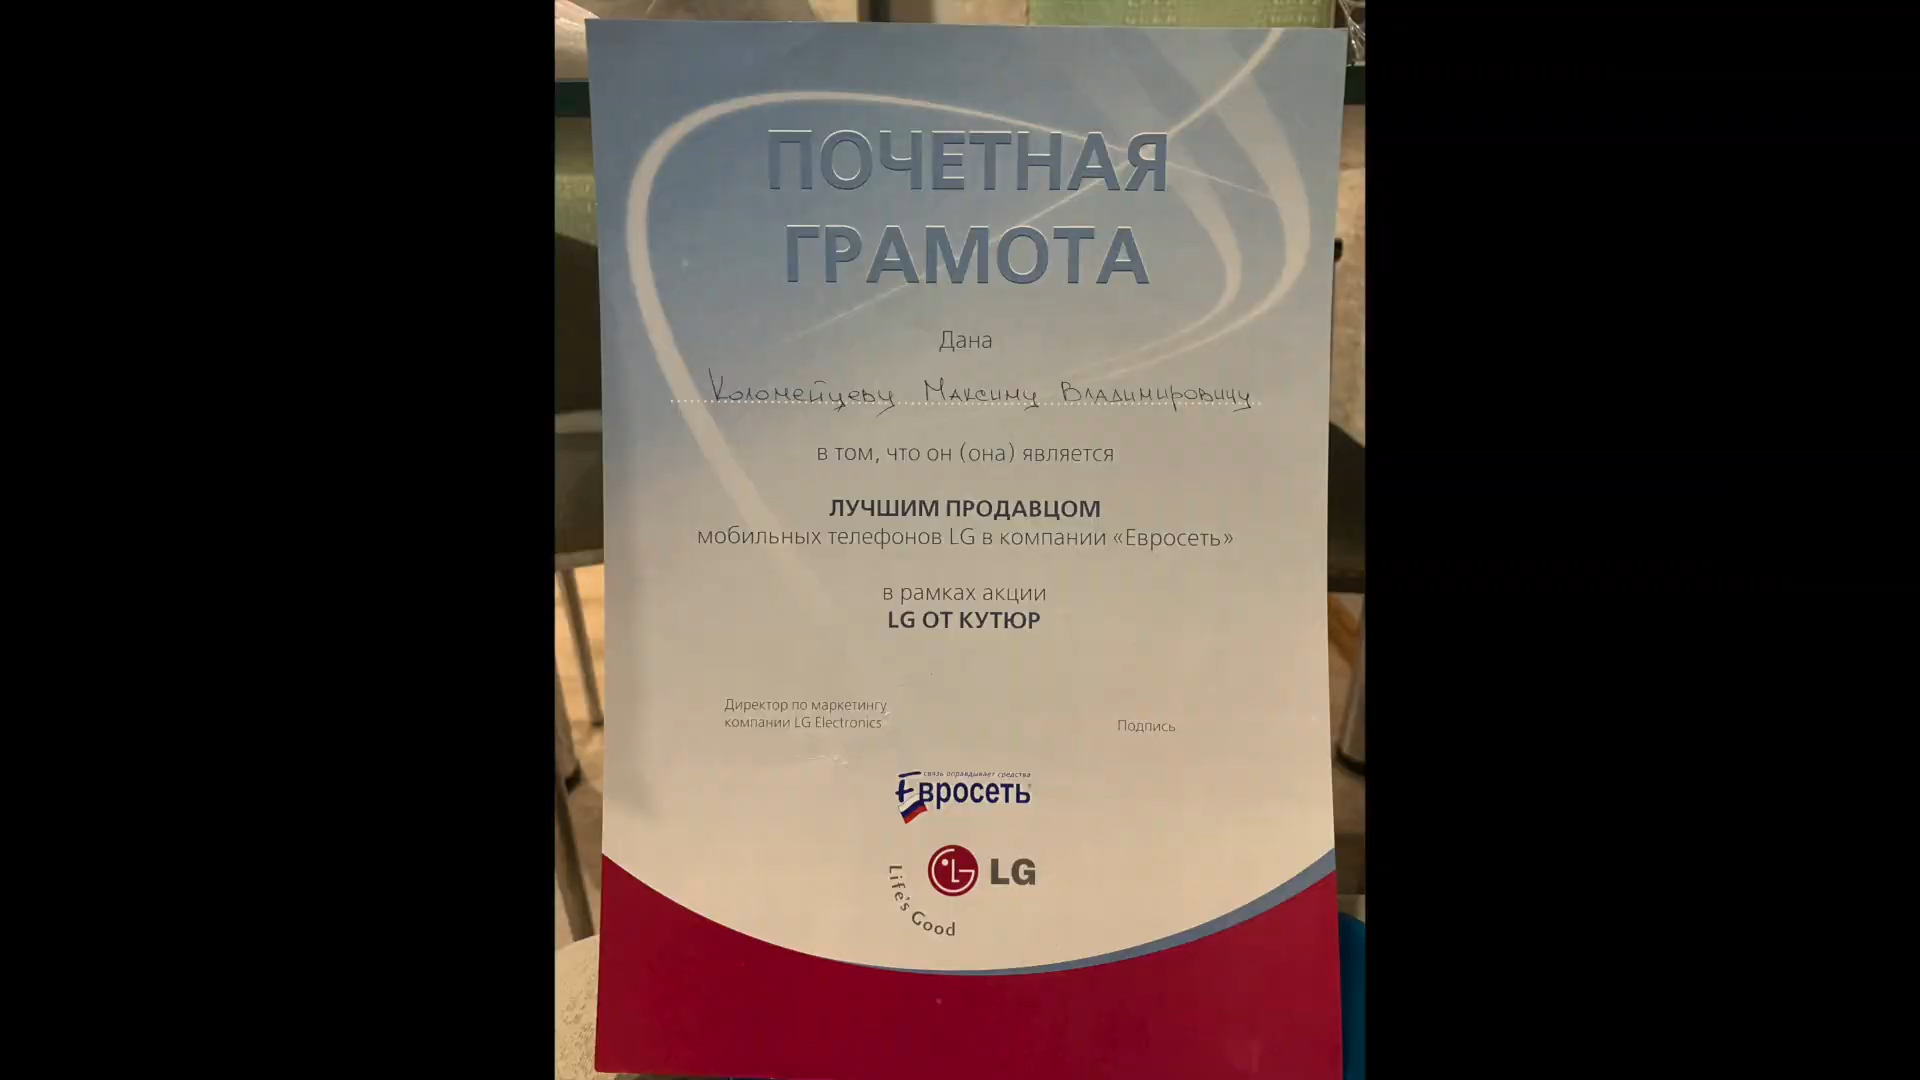 ПОЧЕТНАЯ
ГРАМОТА
Дана
Коломейцеву Максиму Владимировичу
в том, что он (она) является
ЛУЧШИМ ПРОДАВЦОМ
мобильных телефонов LG в компании «Евросеть»
в рамках акции
LG ОТ КУТЮР
Директор по маркетингу
компании LG Electronics
Подпись
связь оправдывает средства
Евросеть
LG
Life's Good